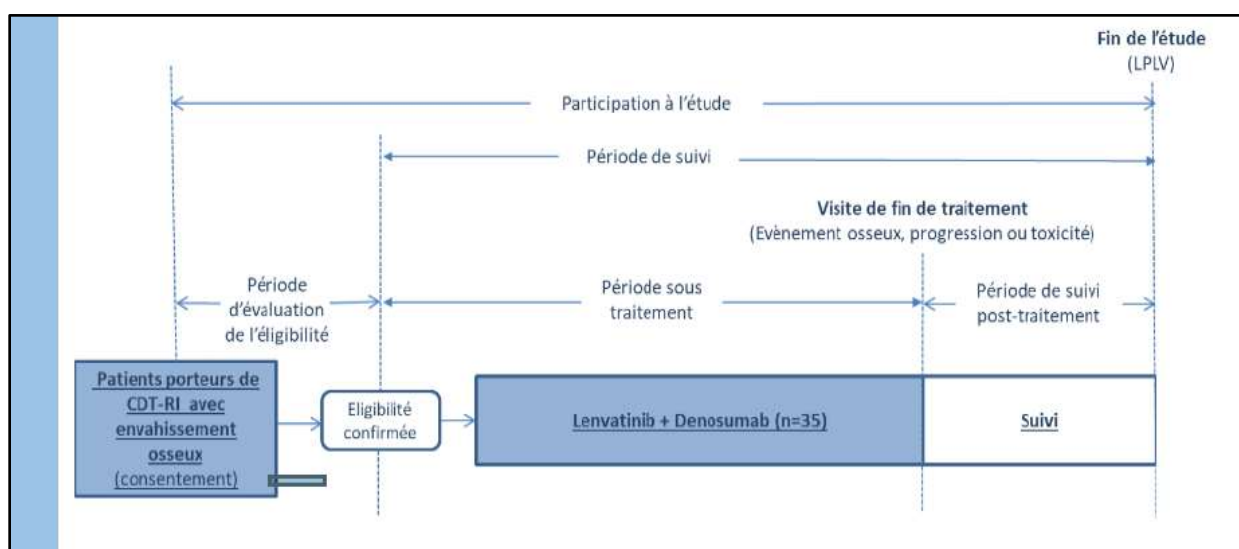 Fin de l'étude
(LPLV)
Participation à l'étude
Période de suivi
Visite de fin de traitement
(Evènement osseux, progression ou toxicité)
Période
d'évaluation
de l'éligibilité
Période sous
traitement
Période de suivi
post-traitement
Patients porteurs de
CDT-RI avec
envahissement
osseux
(consentement)
Eligibilité
confirmée
Lenvatinib + Denosumab (n=35)
Suivi